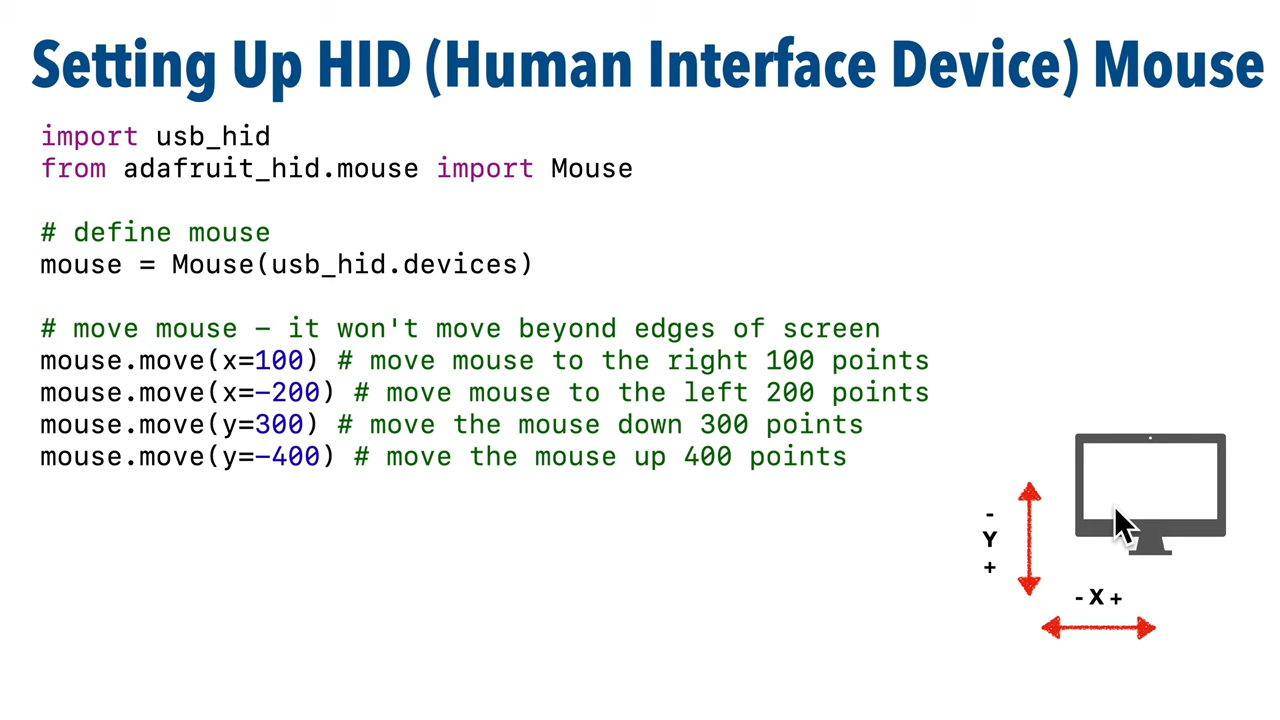 Setting Up HID (Human Interface Device) Mouse
import usb_hid
from adafruit_hid.mouse import Mouse
# define mouse
mouse = Mouse(usb_hid.devices)
# move mouse – it won't move beyond edges of screen
mouse.move(x=100) # move mouse to the right 100 points
mouse.move(x=–200) # move mouse to the left 200 points
mouse.move(y=300) # move the mouse down 300 points
mouse.move(y=–400) # move the mouse up 400 points
-
Y
+
- X +